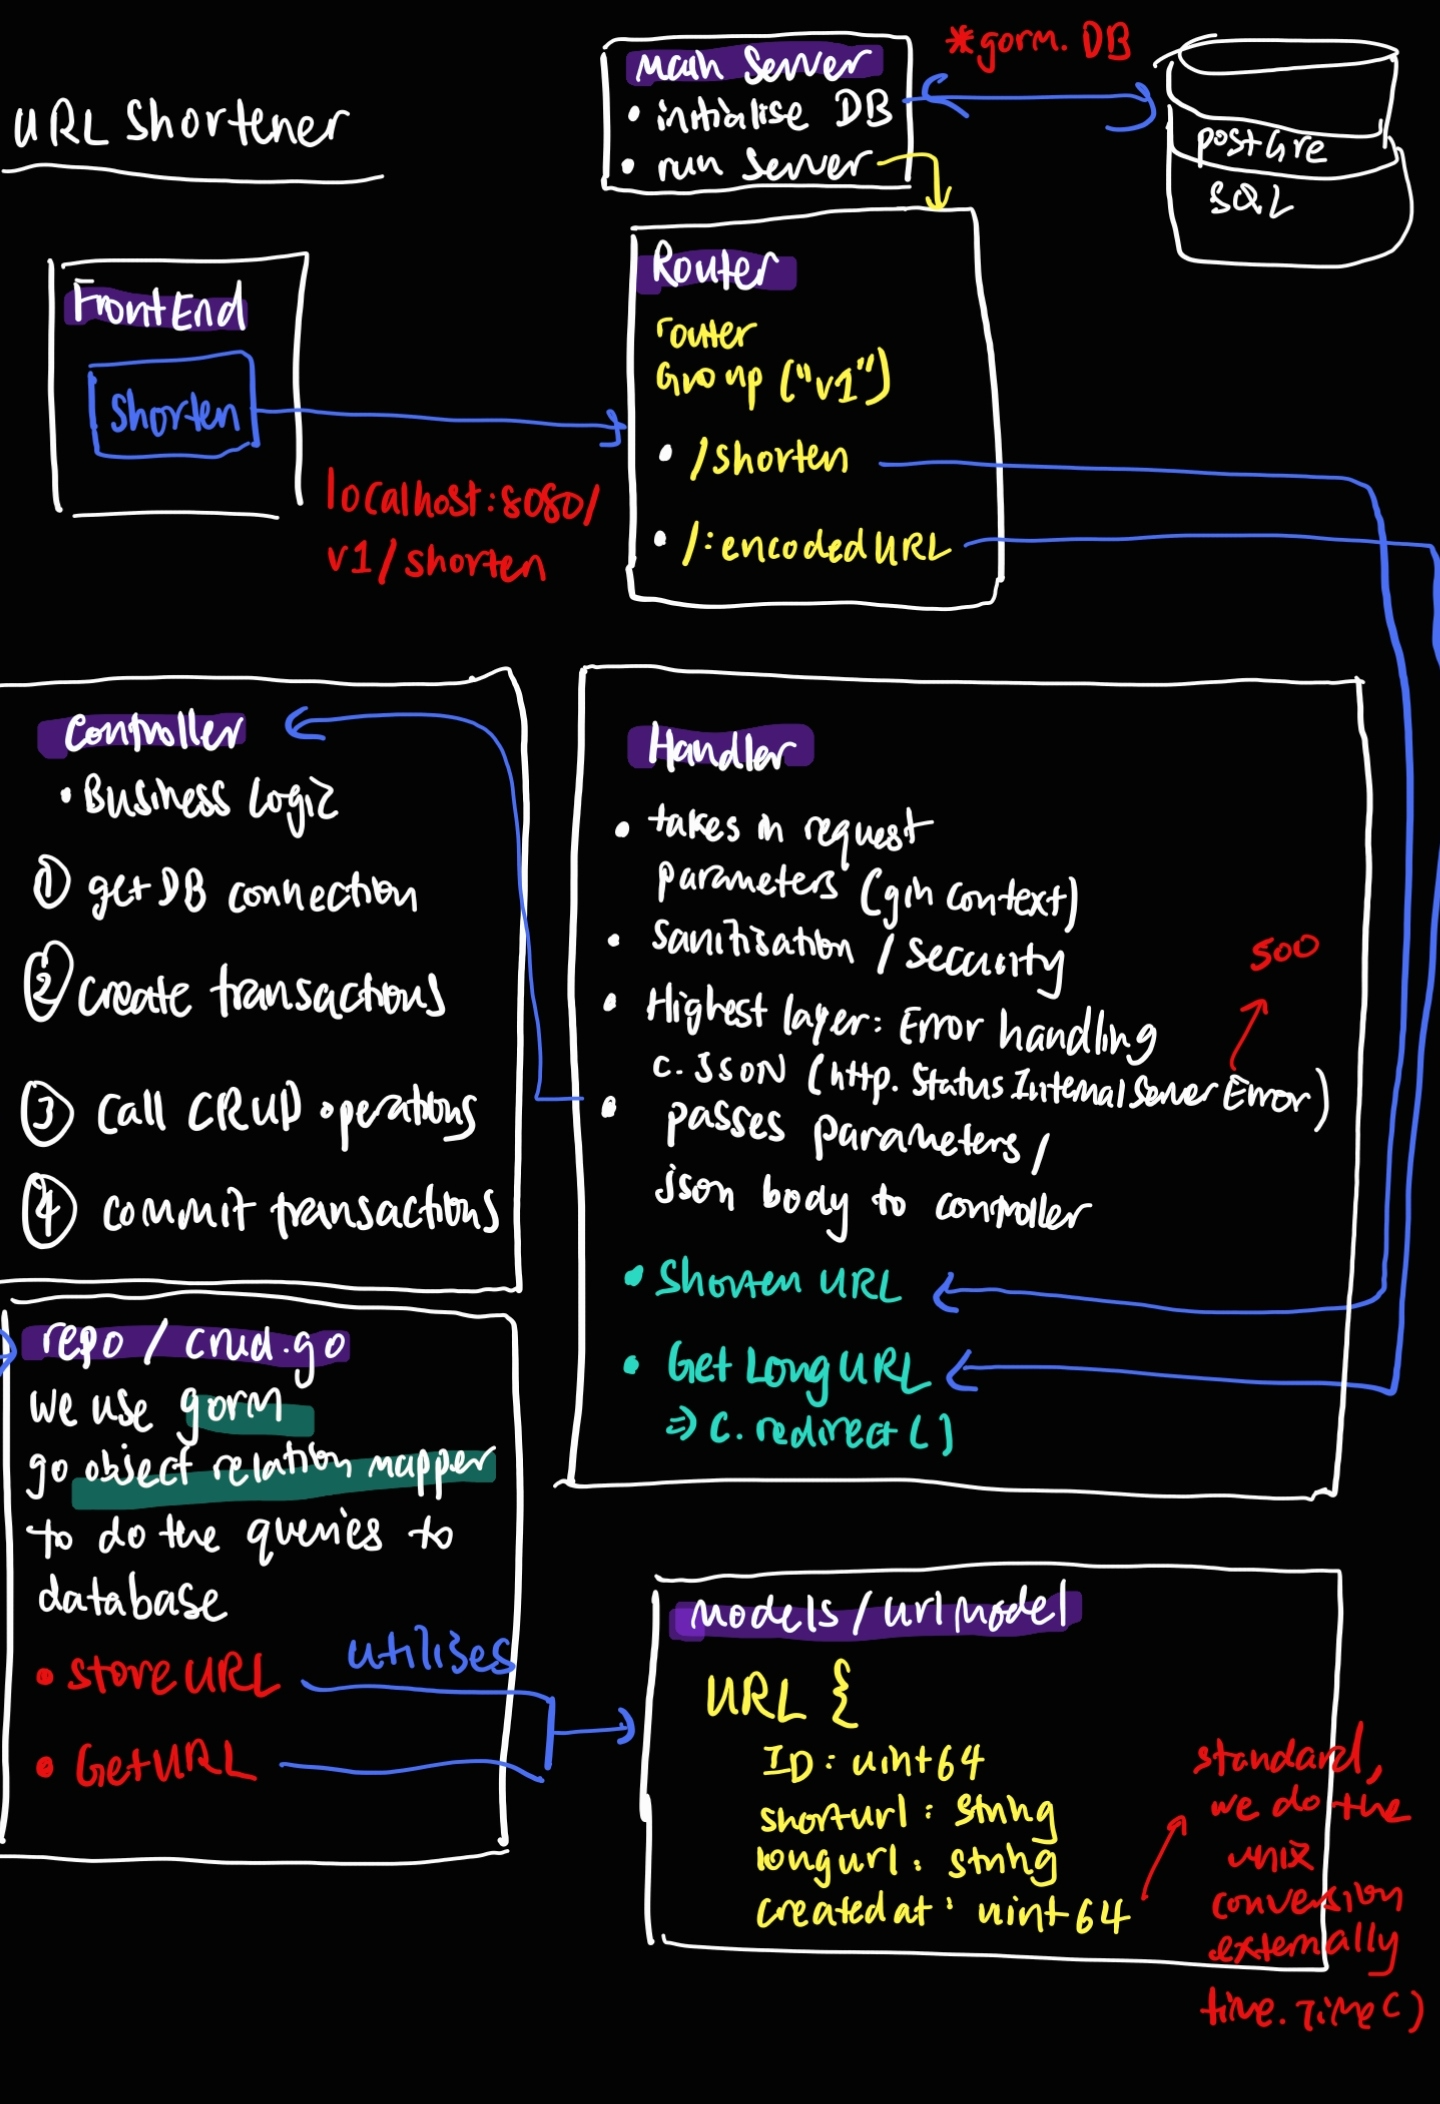 URL Shortener
Main Server
• initialise DB
• run server
*gorm. DB
postGre
SQL
FrontEnd
shorten
localhost:8080/
v1/shorten
Router
router
Group ("v1")
• /shorten
• /:encodedURL
Controller
• Business Logic
① get DB connection
② create transactions
③ call CRUD operations
④ commit transactions
Handler
• takes in request
parameters (gin context)
• sanitisation / security
• Highest layer: Error handling
c.JSON (http. Status Internal Server Error)
500
• passes parameters /
json body to controller
• Shorten URL
• Get Long URL
=> c. redirect ( )
repo / crud.go
we use gorm
go object relation mapper
to do the queries to
database
• store URL
• Get URL
utilises
models / urlmodel
URL {
ID : uint64
shorturl : string
longurl : string
createdat : uint64
standard,
we do the
unix
conversion
externally
time. Time ( )